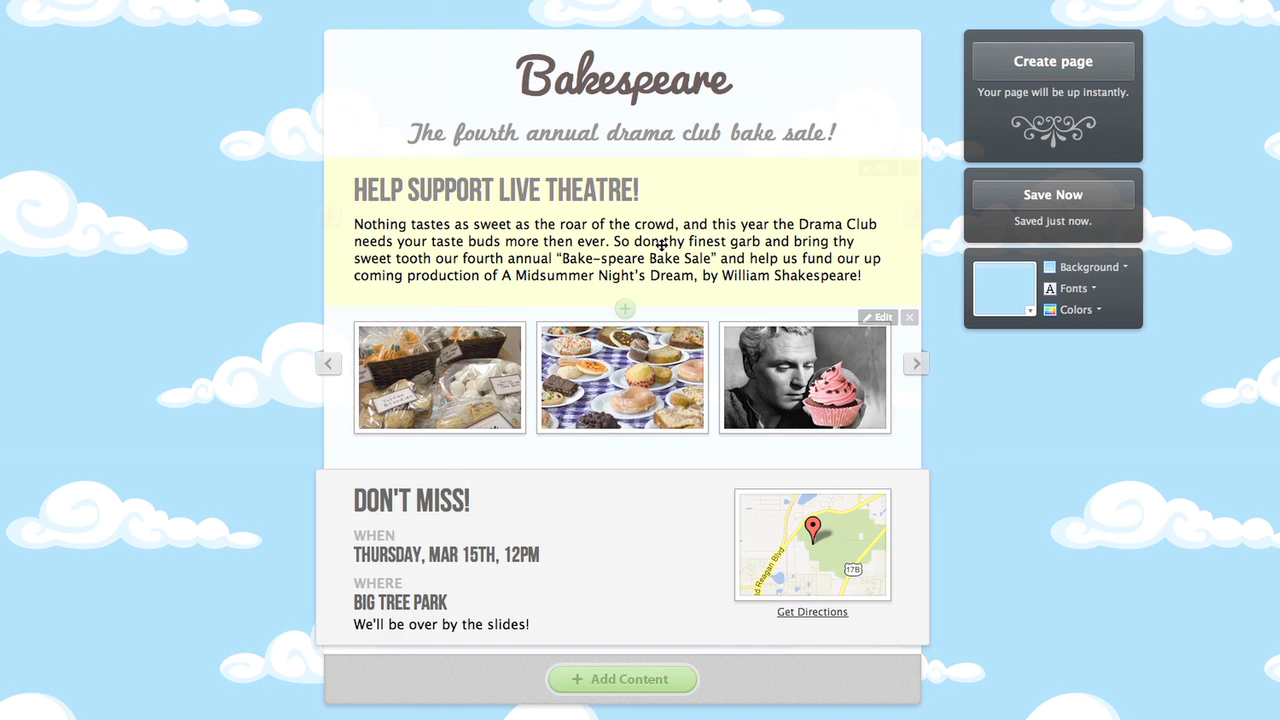 Bakespeare
The fourth annual drama club bake sale!
HELP SUPPORT LIVE THEATRE!
Nothing tastes as sweet as the roar of the crowd, and this year the Drama Club
needs your taste buds more then ever. So don thy finest garb and bring thy
sweet tooth our fourth annual “Bake-speare Bake Sale” and help us fund our up
coming production of A Midsummer Night's Dream, by William Shakespeare!
Edit
DON'T MISS!
WHEN
THURSDAY, MAR 15TH, 12PM
WHERE
BIG TREE PARK
We'll be over by the slides!
d Reagan Blvd
17B
Get Directions
+ Add Content
Create page
Your page will be up instantly.
Save Now
Saved just now.
Background
A Fonts
Colors